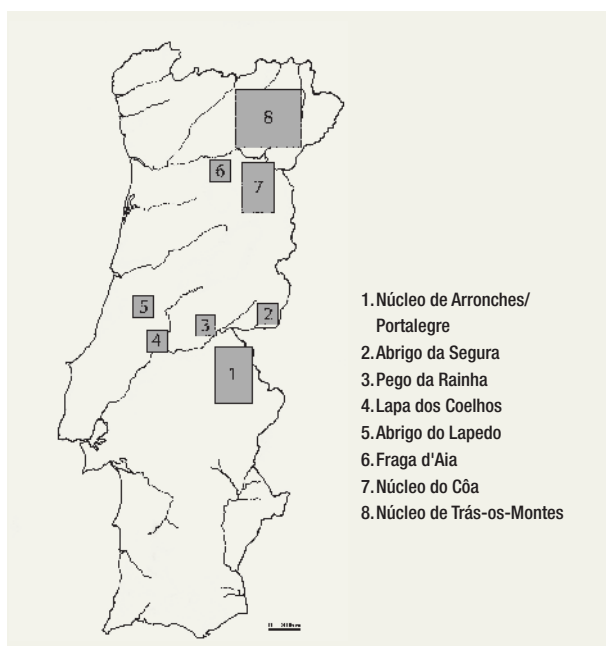 8
6
7
5
2
3
4
1
1.Núcleo de Arronches/
Portalegre
2.Abrigo da Segura
3.Pego da Rainha
4.Lapa dos Coelhos
5.Abrigo do Lapedo
6.Fraga d'Aia
7.Núcleo do Côa
8.Núcleo de Trás-os-Montes